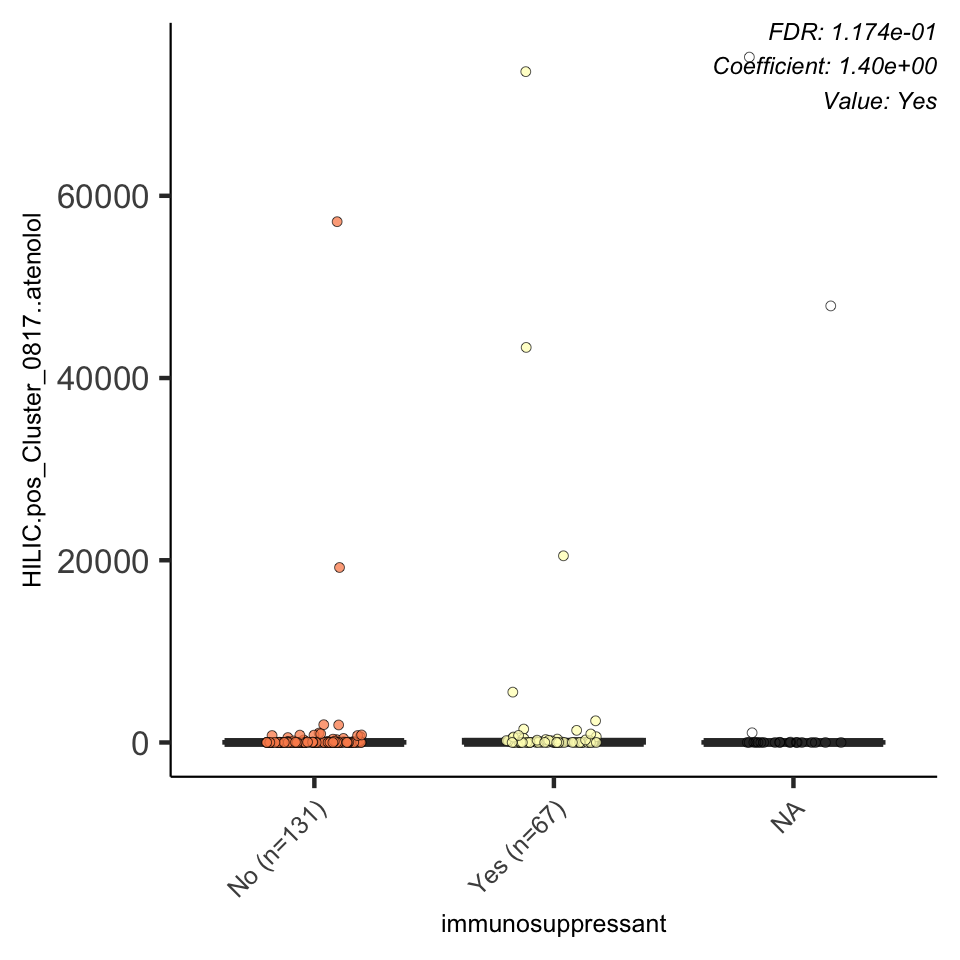 FDR: 1.174e-01
Coefficient: 1.40e+00
Value: Yes
HILIC.pos_Cluster_0817..atenolol
60000
40000
20000
0
No (n=131)
Yes (n=67)
NA
immunosuppressant